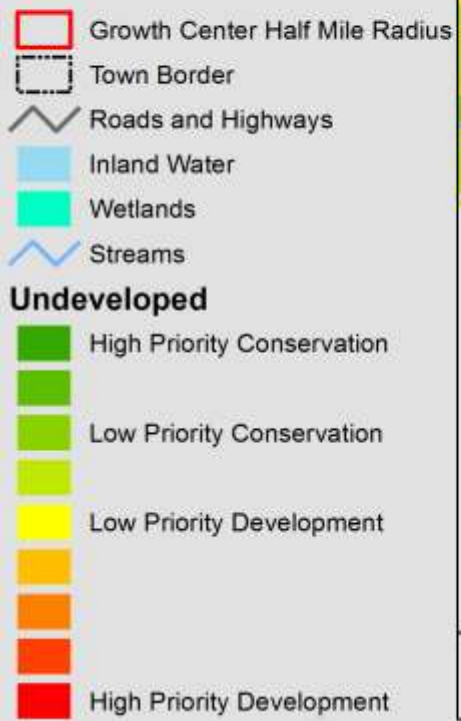 Growth Center Half Mile Radius
Town Border
Roads and Highways
Inland Water
Wetlands
Streams
Undeveloped
High Priority Conservation
Low Priority Conservation
Low Priority Development
High Priority Development